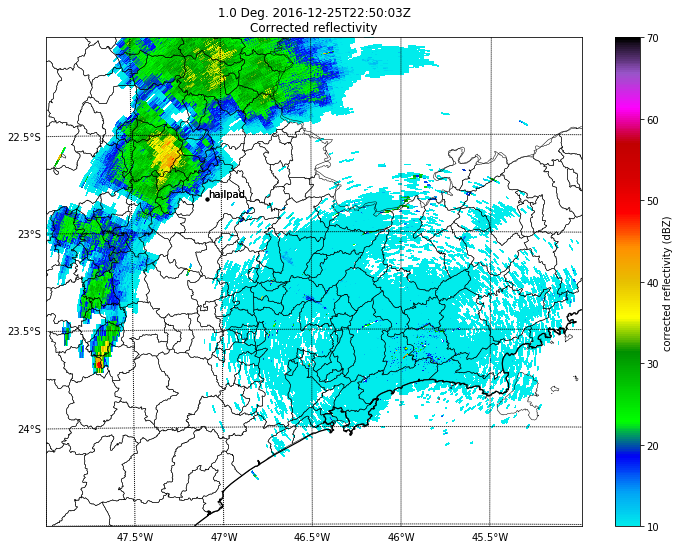 1.0 Deg. 2016-12-25T22:50:03Z
Corrected reflectivity
22.5°S
23°S
23.5°S
24°S
hailpad
47.5°W
47°W
46.5°W
46°W
45.5°W
70
60
50
40
30
20
10
corrected reflectivity (dBZ)